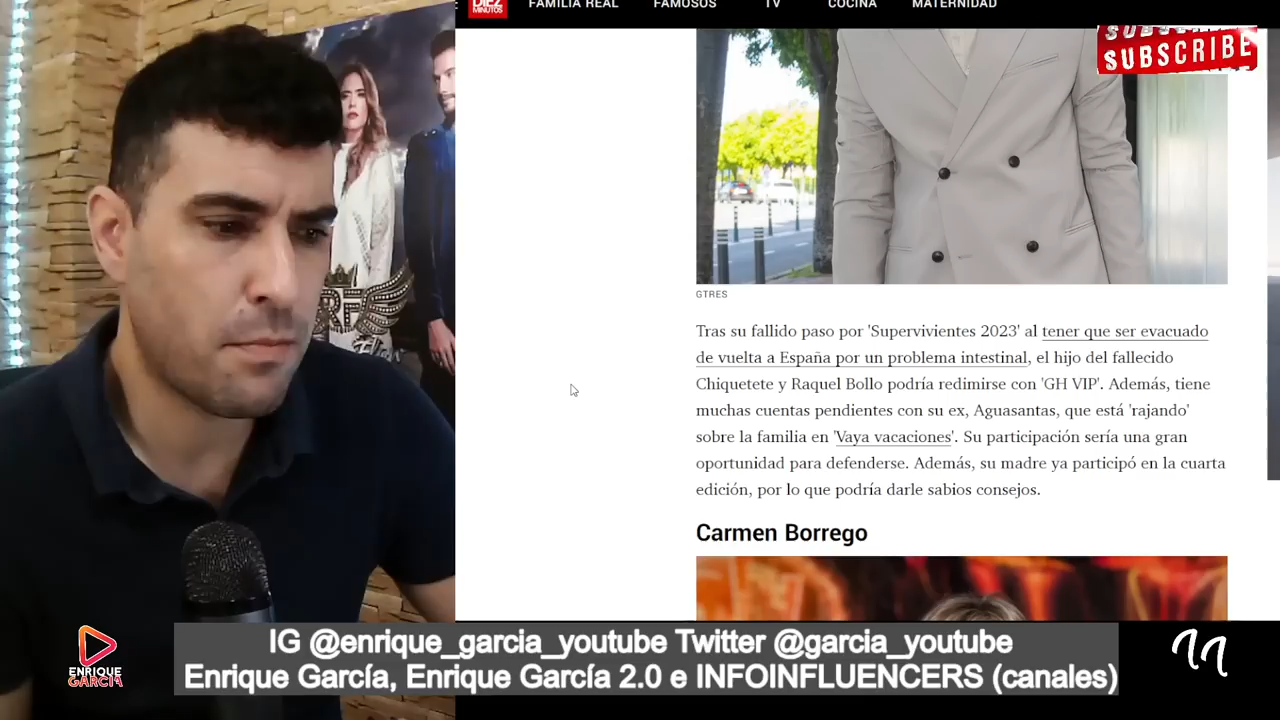 DIEZ
MINUTOS
FAMILIA REAL
FAMOSOS
TV
COCINA
MATERNIDAD
SUBSCRIBE
SUBSCRIBE
GTRES
Tras su fallido paso por 'Supervivientes 2023' al tener que ser evacuado
de vuelta a España por un problema intestinal, el hijo del fallecido
Chiquetete y Raquel Bollo podría redimirse con 'GH VIP'. Además, tiene
muchas cuentas pendientes con su ex, Aguasantas, que está 'rajando'
sobre la familia en 'Vaya vacaciones'. Su participación sería una gran
oportunidad para defenderse. Además, su madre ya participó en la cuarta
edición, por lo que podría darle sabios consejos.
Carmen Borrego
ENRIQUE
GARCÍA
IG @enrique_garcia_youtube Twitter @garcia_youtube
Enrique García, Enrique García 2.0 e INFOINFLUENCERS (canales)